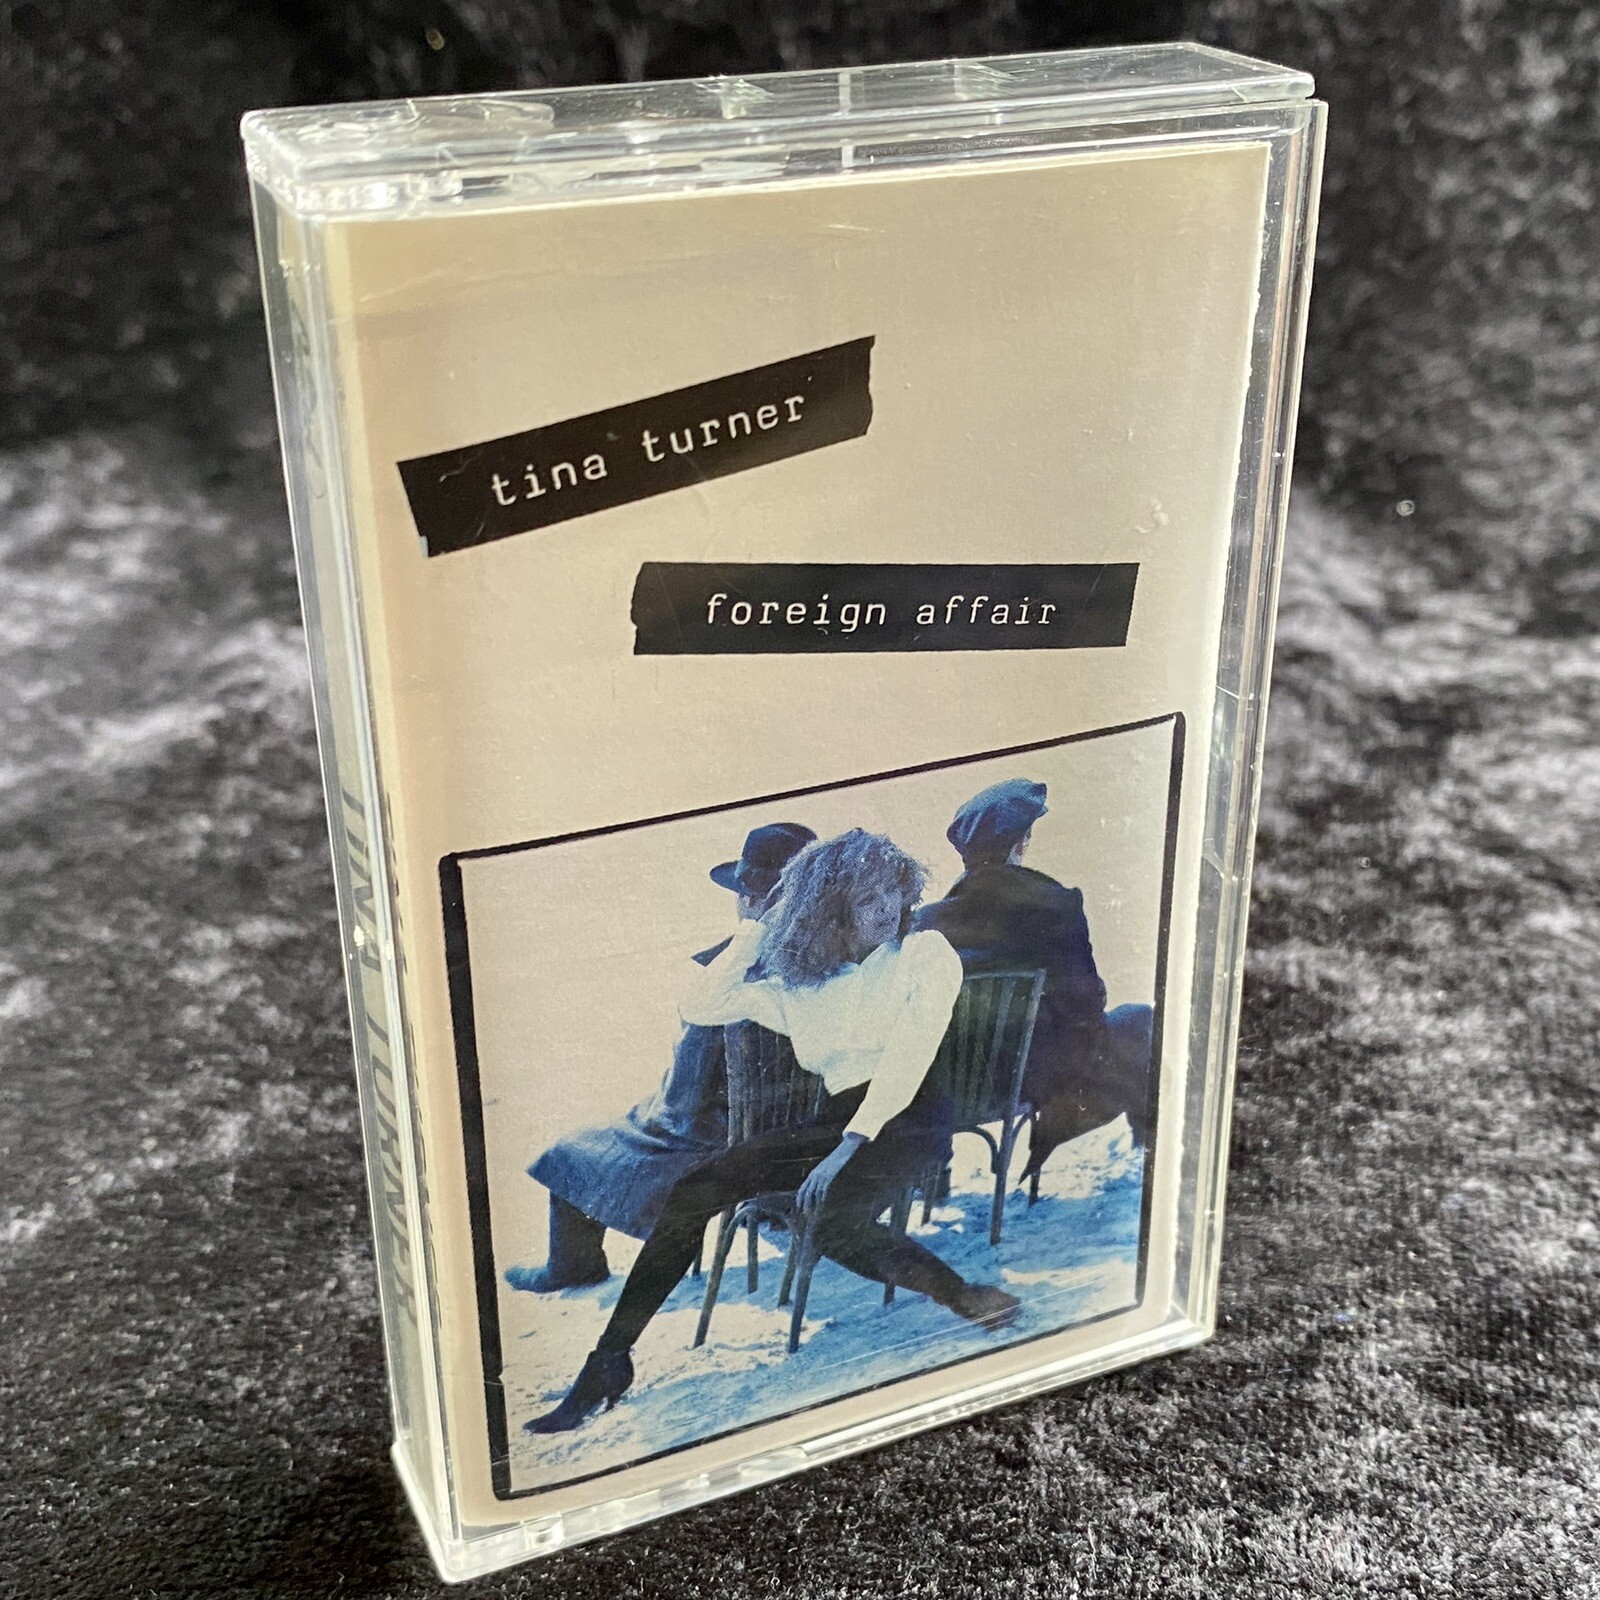 tina turner
foreign affair
TINA TURNER